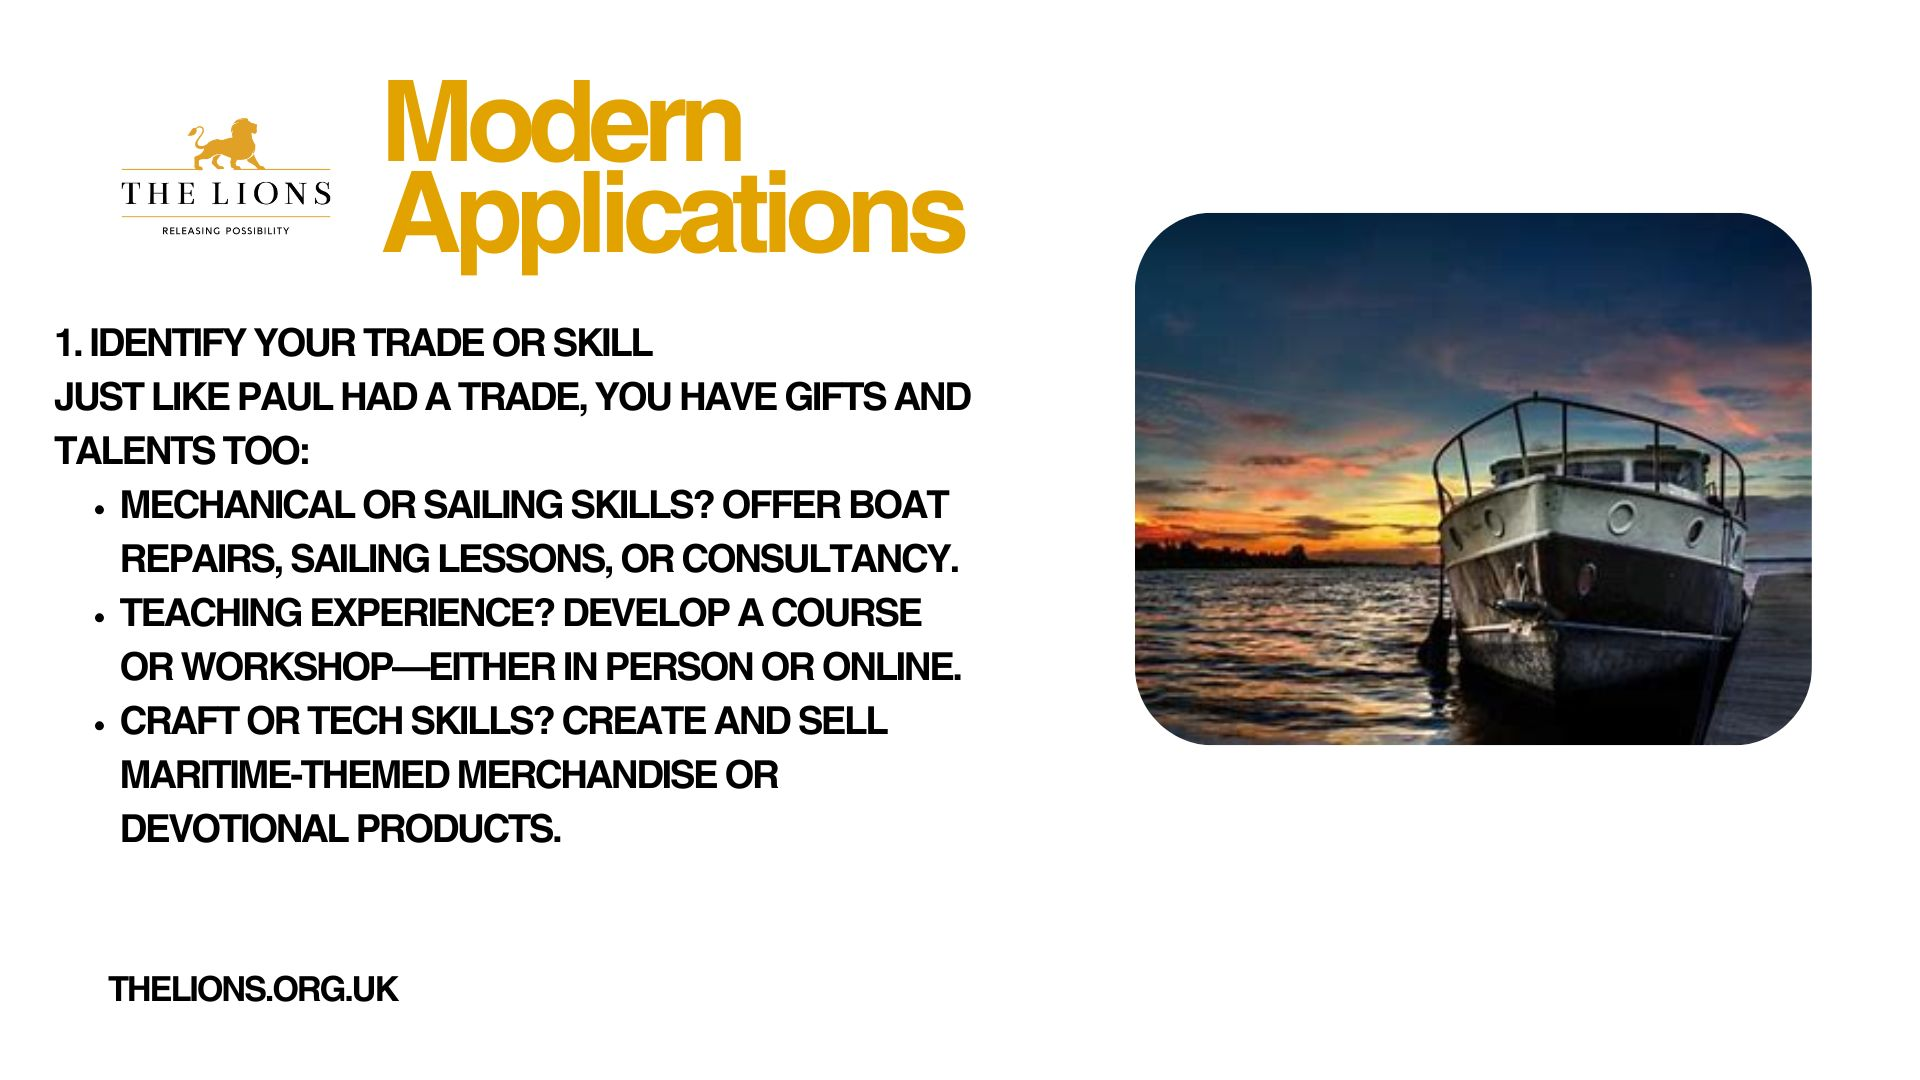 THE LIONS
RELEASING POSSIBILITY
Modern
Applications
1. IDENTIFY YOUR TRADE OR SKILL
JUST LIKE PAUL HAD A TRADE, YOU HAVE GIFTS AND
TALENTS TOO:
• MECHANICAL OR SAILING SKILLS? OFFER BOAT
REPAIRS, SAILING LESSONS, OR CONSULTANCY.
• TEACHING EXPERIENCE? DEVELOP A COURSE
OR WORKSHOP—EITHER IN PERSON OR ONLINE.
• CRAFT OR TECH SKILLS? CREATE AND SELL
MARITIME-THEMED MERCHANDISE OR
DEVOTIONAL PRODUCTS.
THELIONS.ORG.UK